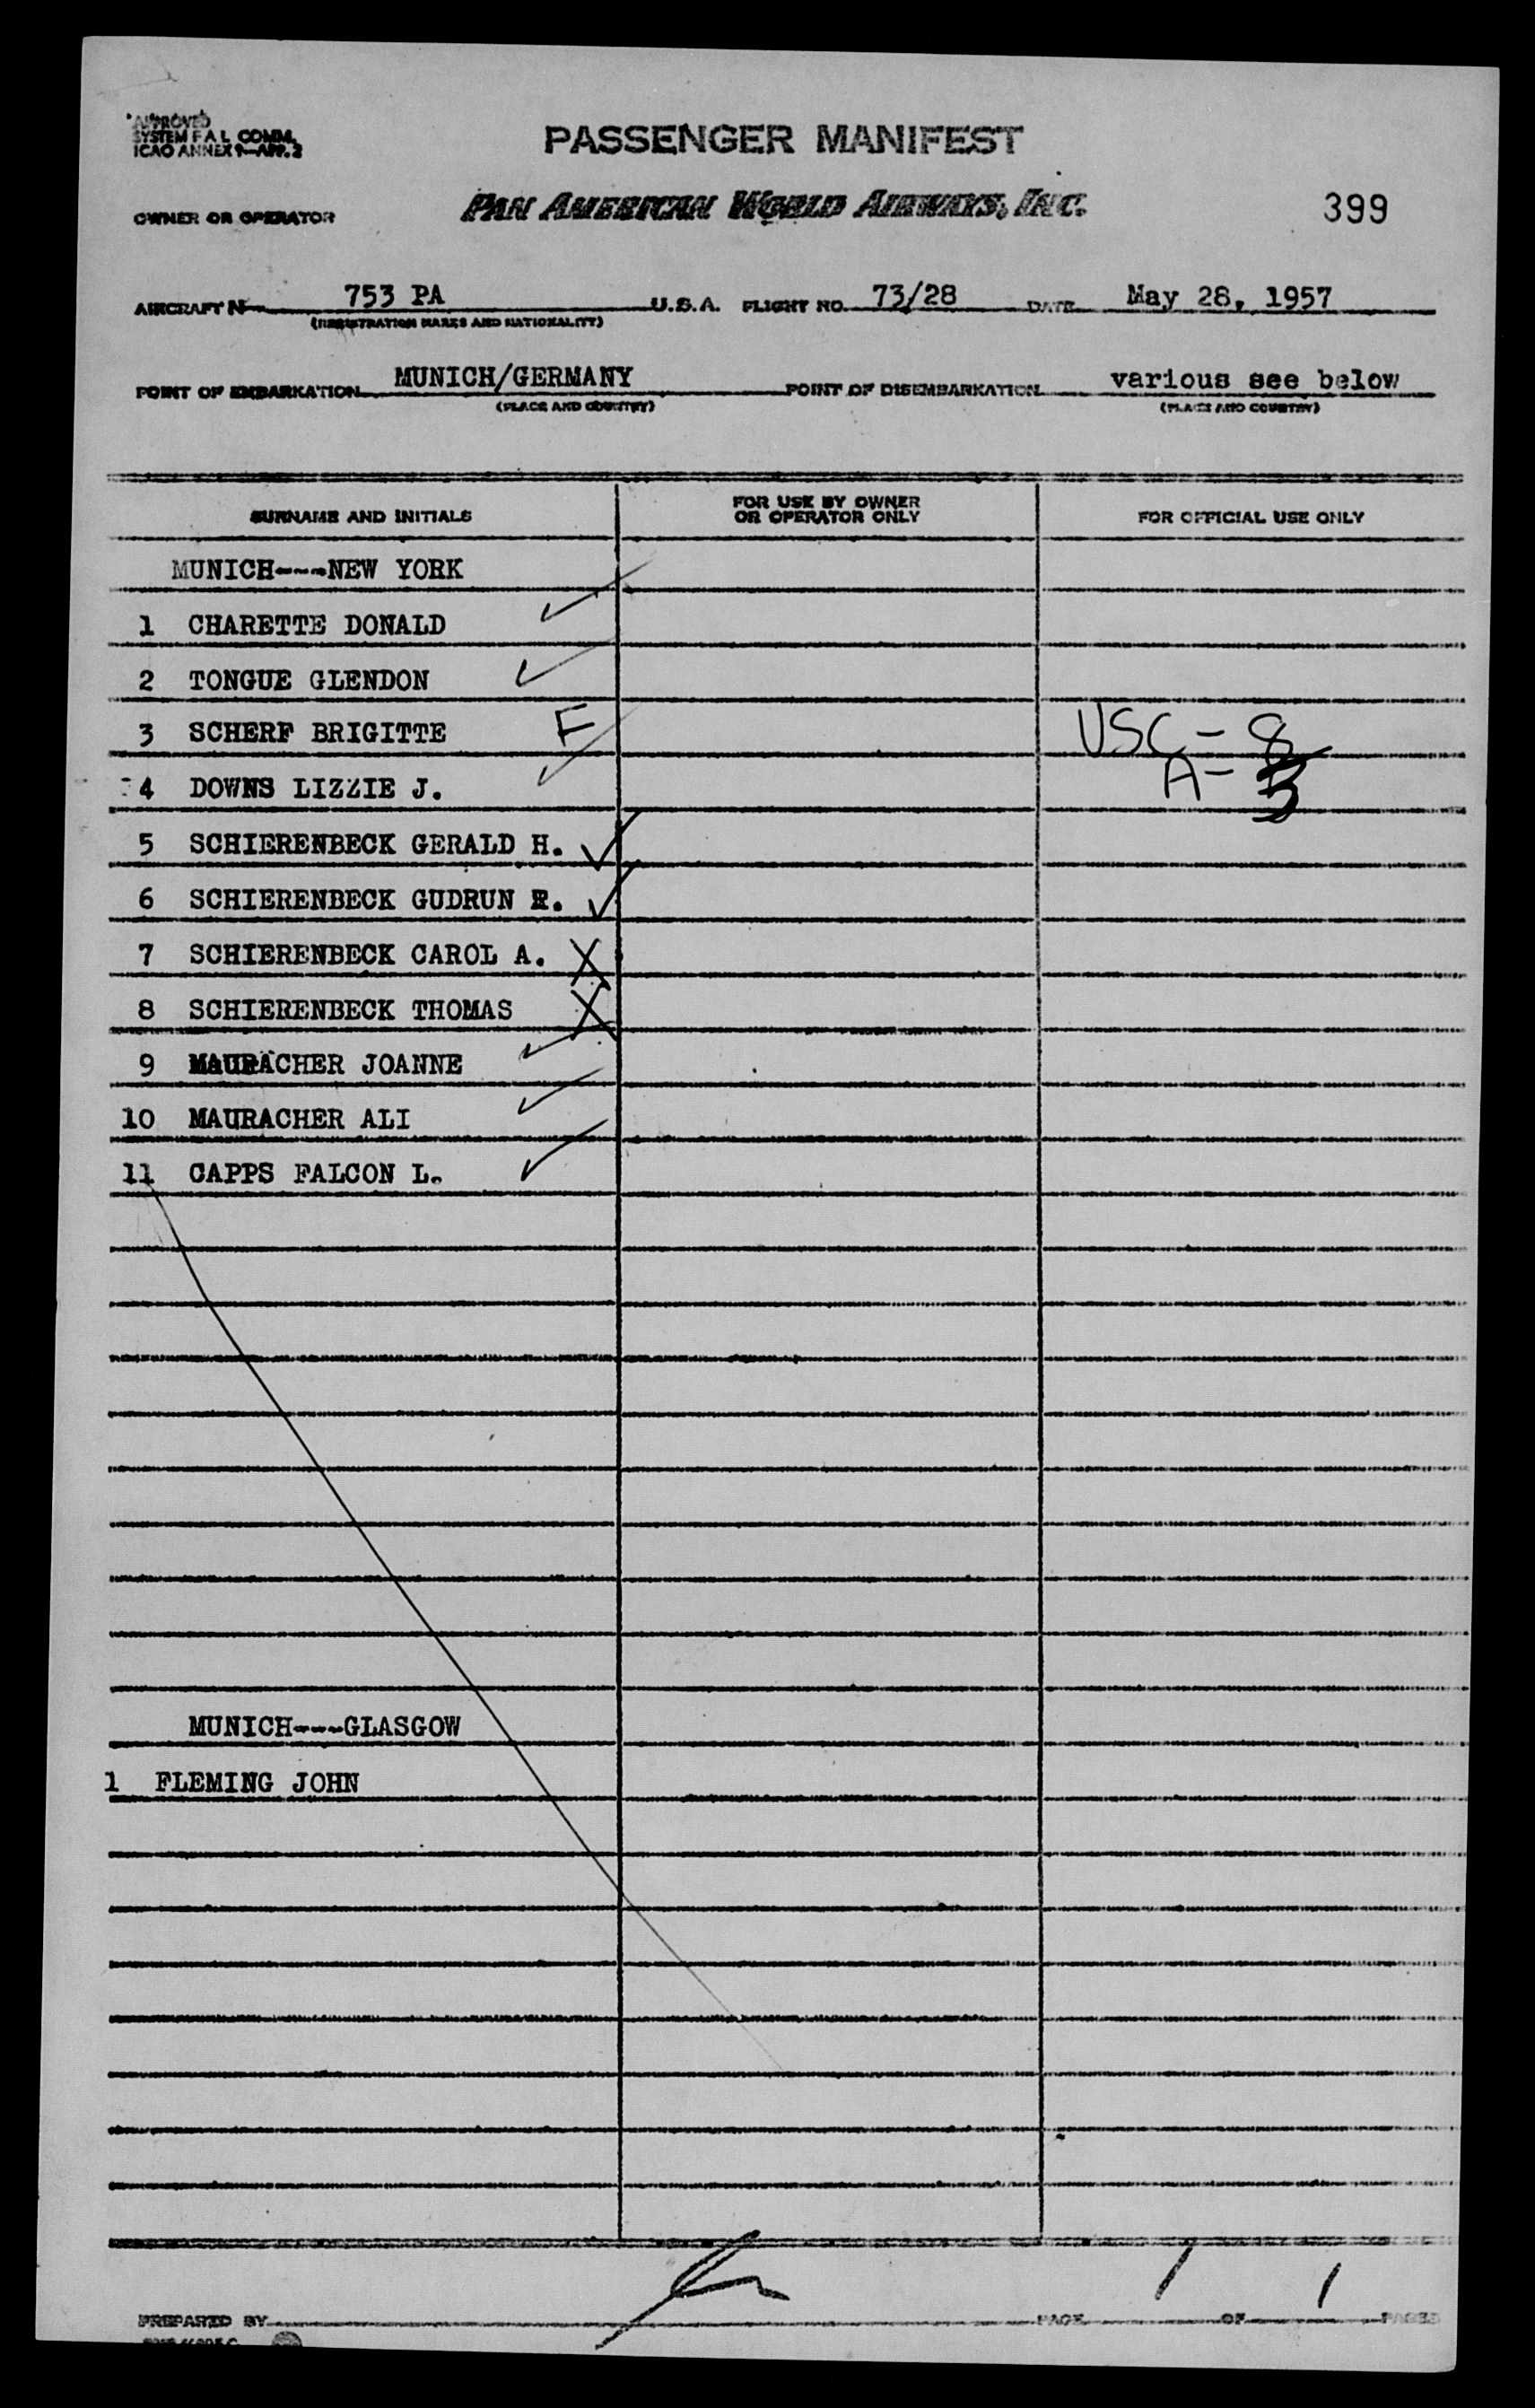 APPROVED
SYSTEM F.A.L. COMM.
ICAO ANNEX 9—APP. 2
PASSENGER MANIFEST
OWNER OR OPERATOR PAN AMERICAN WORLD AIRWAYS, INC. 399
AIRCRAFT N 753 PA U.S.A. FLIGHT NO. 73/28 DATE May 28, 1957
(REGISTRATION MARKS AND NATIONALITY)
POINT OF EMBARKATION MUNICH/GERMANY POINT OF DISEMBARKATION various see below
(PLACE AND COUNTRY) (PLACE AND COUNTRY)
SURNAME AND INITIALS FOR USE BY OWNER OR OPERATOR ONLY FOR OFFICIAL USE ONLY
MUNICH----NEW YORK
1 CHARETTE DONALD ✓
2 TONGUE GLENDON ✓
3 SCHERF BRIGITTE F USC - 8
4 DOWNS LIZZIE J. ✓ A - 3
5 SCHIERENBECK GERALD H. ✓
6 SCHIERENBECK GUDRUN ✓
7 SCHIERENBECK CAROL A. X
8 SCHIERENBECK THOMAS X
9 MAURACHER JOANNE ✓
10 MAURACHER ALI ✓
11 CAPPS FALCON L. ✓
MUNICH----GLASGOW
1 FLEMING JOHN
PREPARED BY PAGE 1 OF 1 PAGES